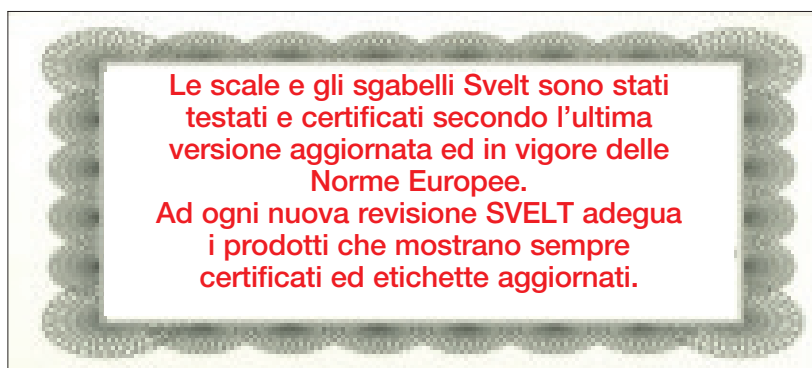 Le scale e gli sgabelli Svelt sono stati
testati e certificati secondo l'ultima
versione aggiornata ed in vigore delle
Norme Europee.
Ad ogni nuova revisione SVELT adegua
i prodotti che mostrano sempre
certificati ed etichette aggiornati.